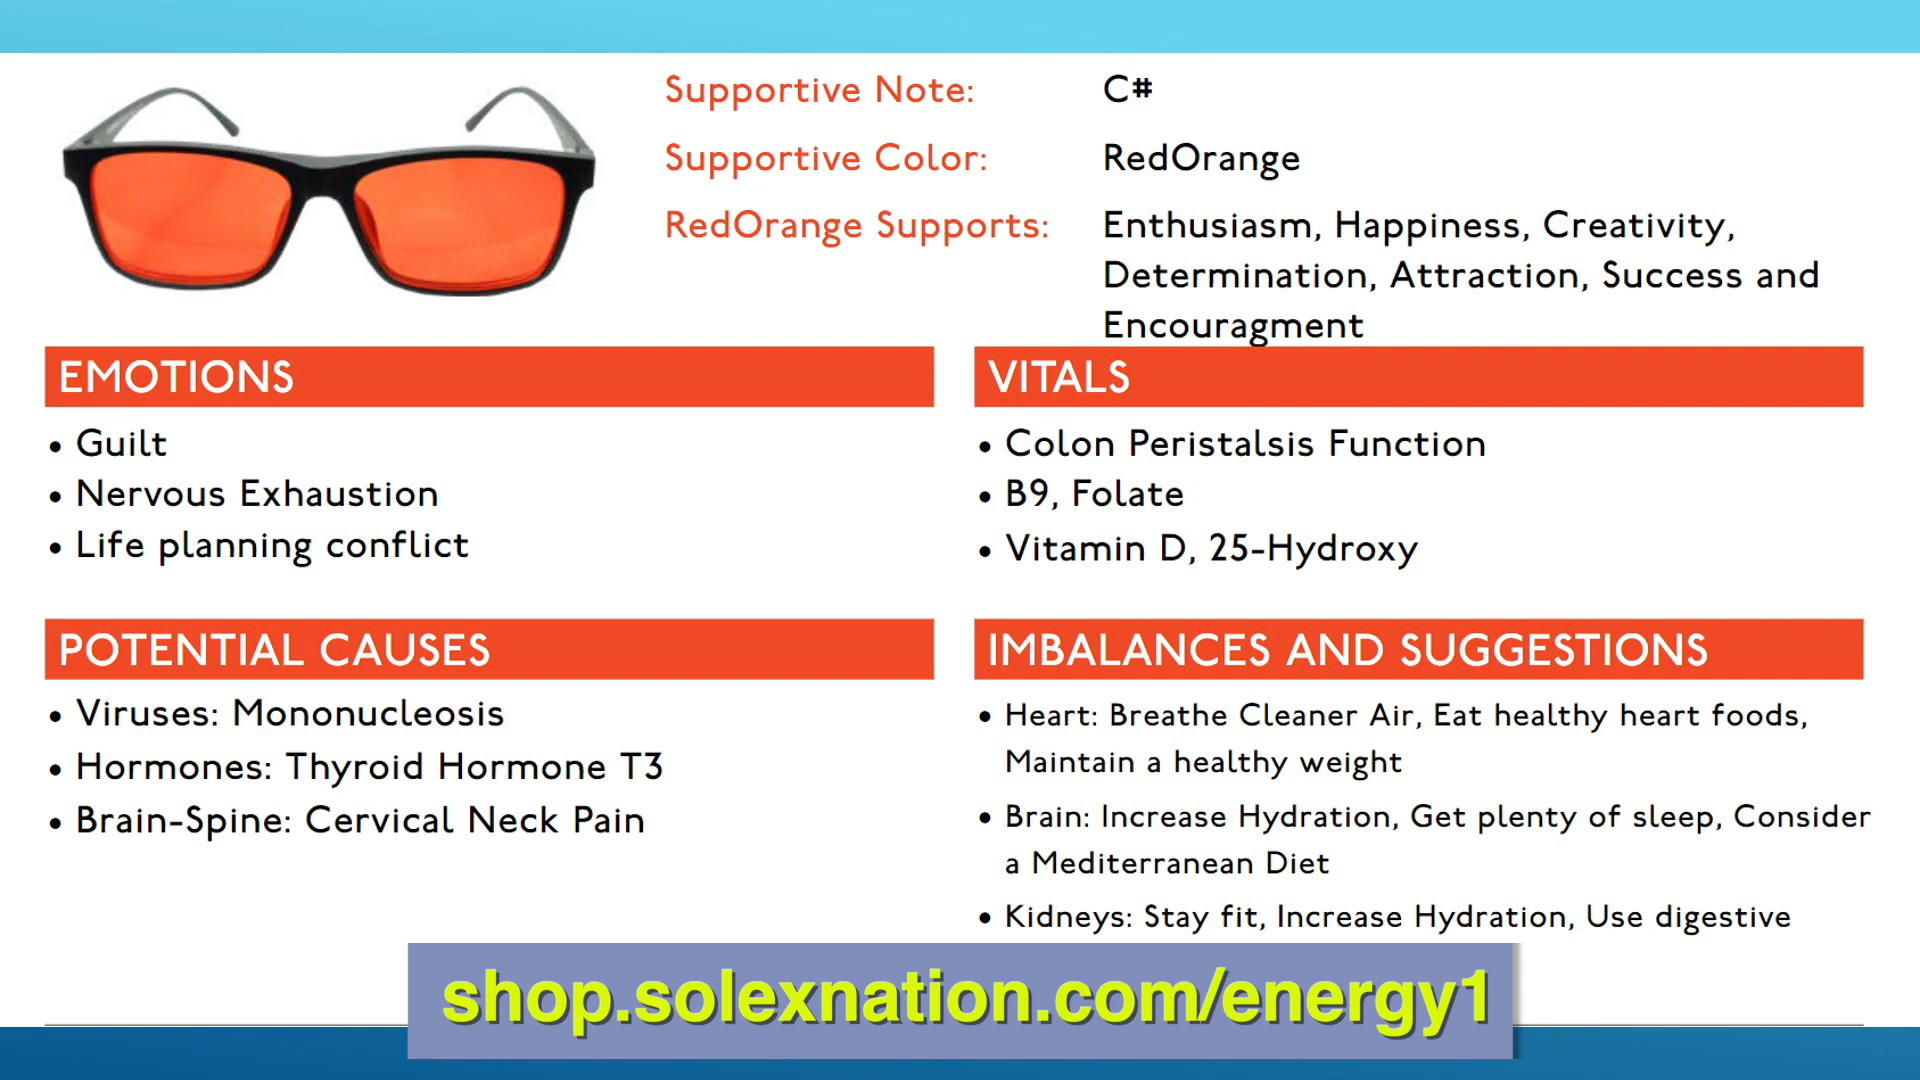 Supportive Note: C#
Supportive Color: RedOrange
RedOrange Supports: Enthusiasm, Happiness, Creativity,
Determination, Attraction, Success and
Encouragment
EMOTIONS
• Guilt
• Nervous Exhaustion
• Life planning conflict
VITALS
• Colon Peristalsis Function
• B9, Folate
• Vitamin D, 25-Hydroxy
POTENTIAL CAUSES
• Viruses: Mononucleosis
• Hormones: Thyroid Hormone T3
• Brain-Spine: Cervical Neck Pain
IMBALANCES AND SUGGESTIONS
• Heart: Breathe Cleaner Air, Eat healthy heart foods,
Maintain a healthy weight
• Brain: Increase Hydration, Get plenty of sleep, Consider
a Mediterranean Diet
• Kidneys: Stay fit, Increase Hydration, Use digestive
shop.solexnation.com/energy1